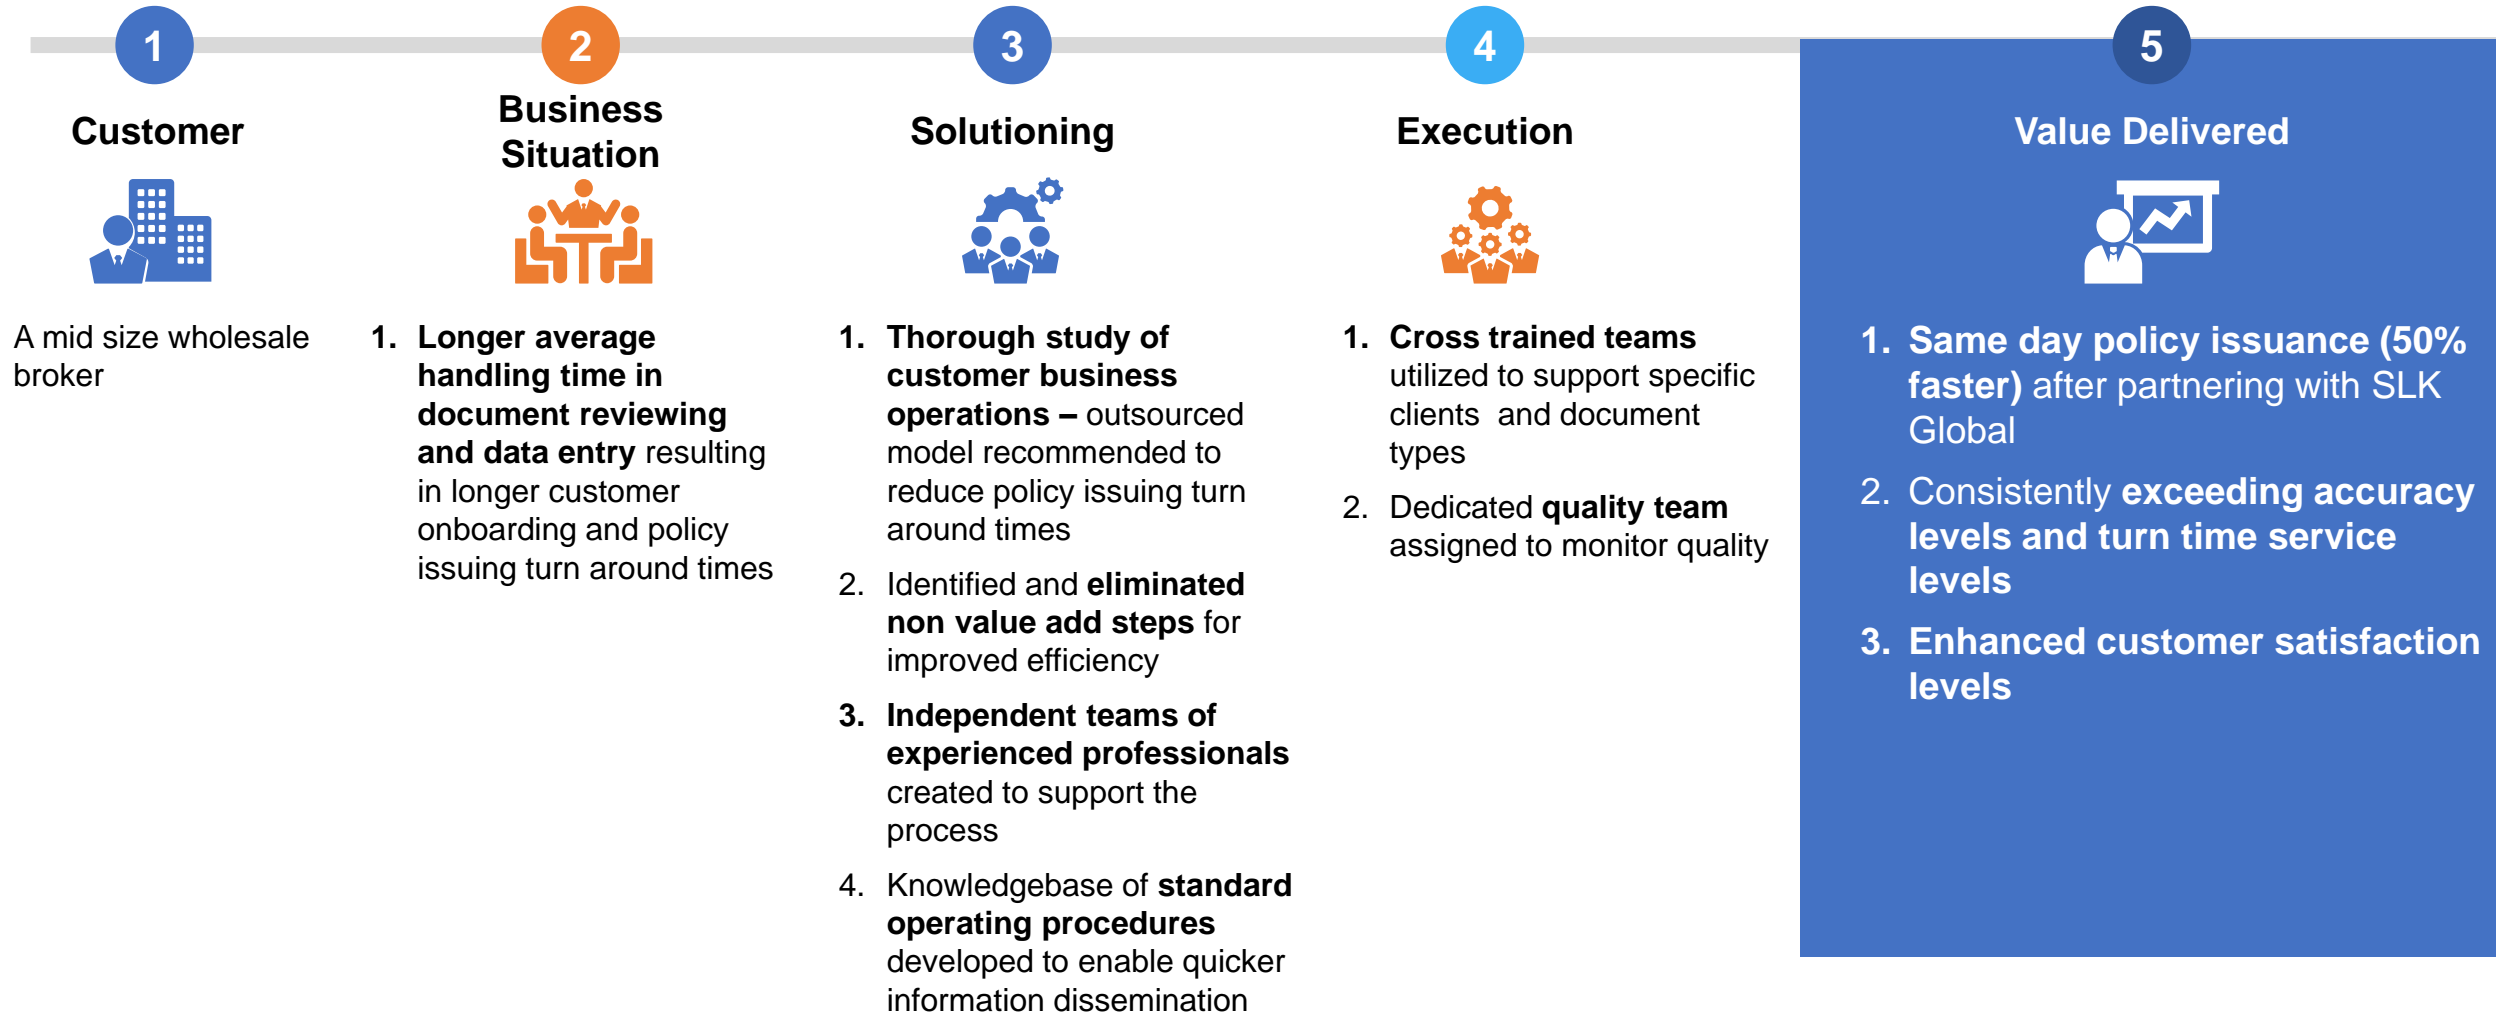 1
Customer
A mid size wholesale
broker
2
Business
Situation
1. Longer average
handling time in
document reviewing
and data entry resulting
in longer customer
onboarding and policy
issuing turn around times
3
Solutioning
1. Thorough study of
customer business
operations – outsourced
model recommended to
reduce policy issuing turn
around times
2. Identified and eliminated
non value add steps for
improved efficiency
3. Independent teams of
experienced professionals
created to support the
process
4. Knowledgebase of standard
operating procedures
developed to enable quicker
information dissemination
4
Execution
1. Cross trained teams
utilized to support specific
clients and document
types
2. Dedicated quality team
assigned to monitor quality
5
Value Delivered
1. Same day policy issuance (50%
faster) after partnering with SLK
Global
2. Consistently exceeding accuracy
levels and turn time service
levels
3. Enhanced customer satisfaction
levels